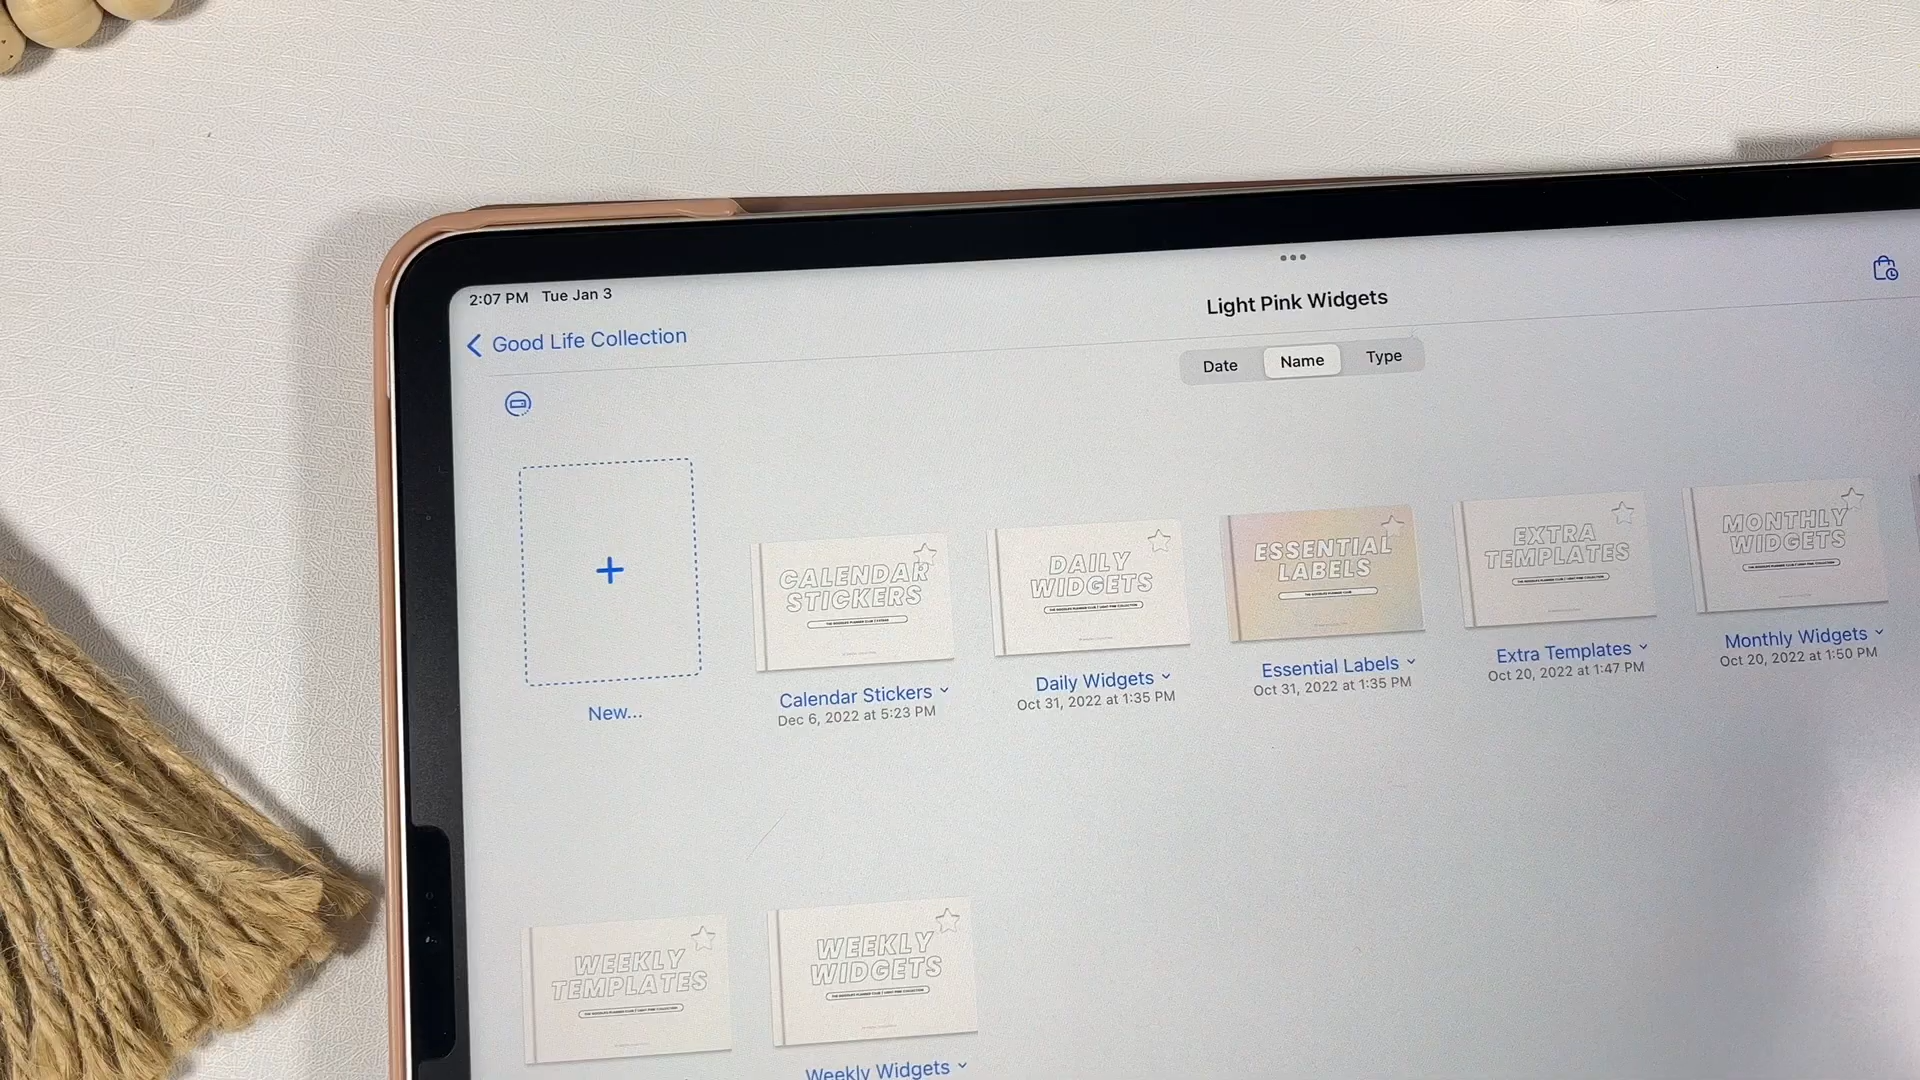 2:07 PM Tue Jan 3
Light Pink Widgets
Good Life Collection
Date Name Type
New...
CALENDAR
STICKERS
Calendar Stickers
Dec 6, 2022 at 5:23 PM
DAILY
WIDGETS
Daily Widgets
Oct 31, 2022 at 1:35 PM
ESSENTIAL
LABELS
Essential Labels
Oct 31, 2022 at 1:35 PM
EXTRA
TEMPLATES
Extra Templates
Oct 20, 2022 at 1:47 PM
MONTHLY
WIDGETS
Monthly Widgets
Oct 20, 2022 at 1:50 PM
WEEKLY
TEMPLATES
WEEKLY
WIDGETS
Weekly Widgets